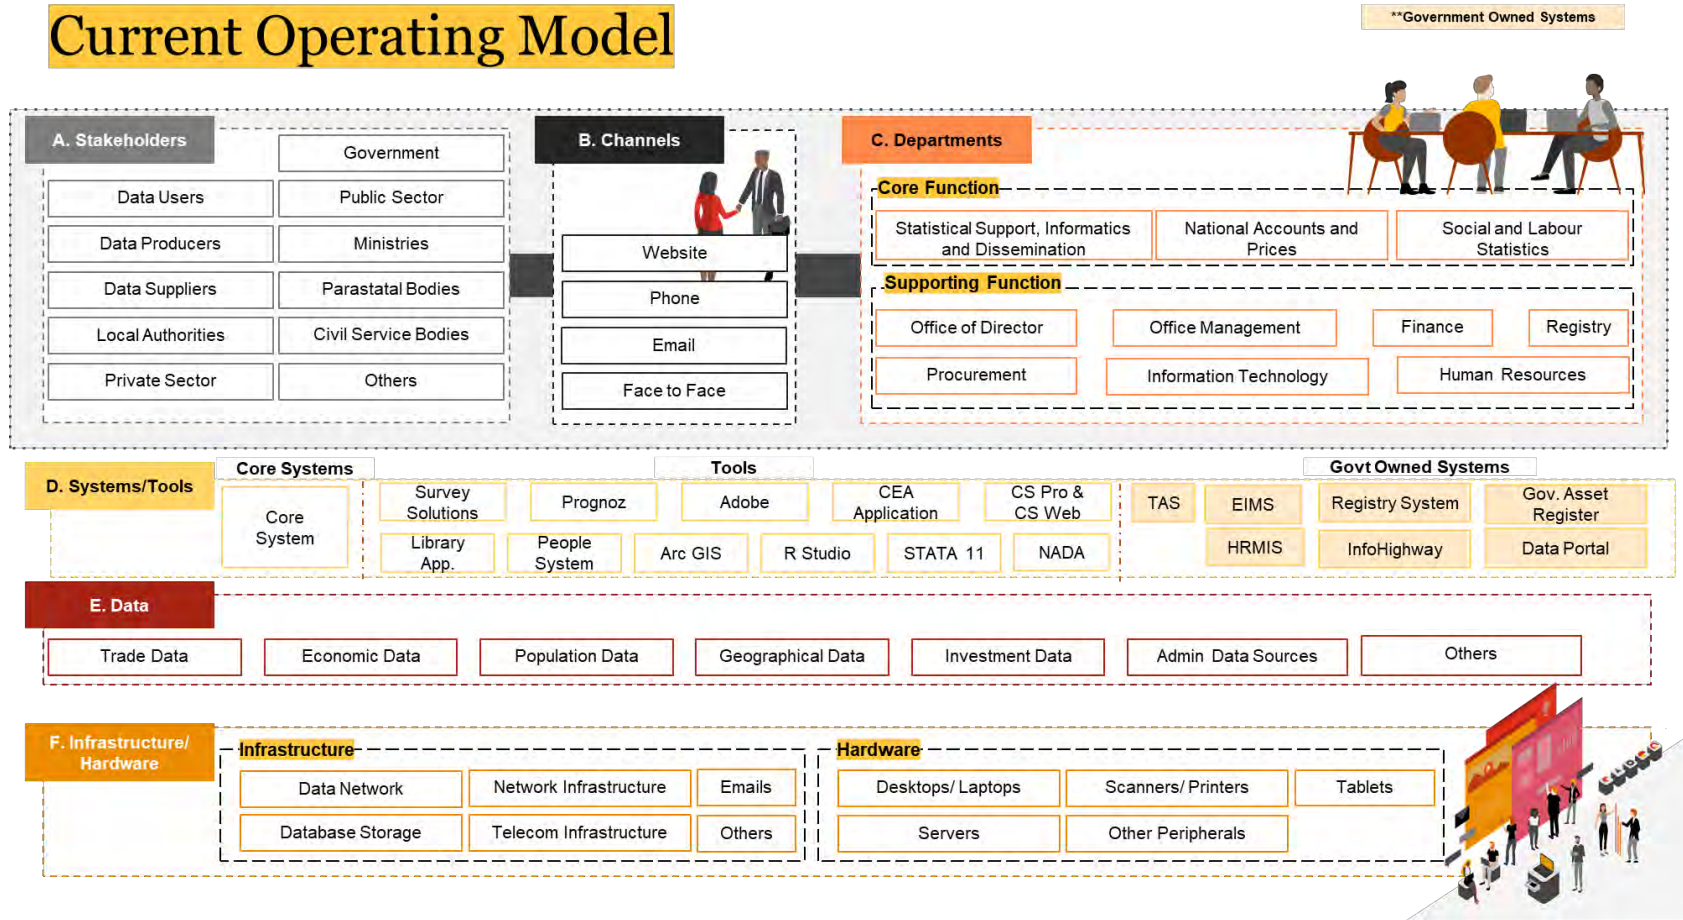 Current Operating Model
**Government Owned Systems
A. Stakeholders
Government
Data Users
Public Sector
Data Producers
Ministries
Data Suppliers
Parastatal Bodies
Local Authorities
Civil Service Bodies
Private Sector
Others
B. Channels
Website
Phone
Email
Face to Face
C. Departments
Core Function
Statistical Support, Informatics
and Dissemination
National Accounts and
Prices
Social and Labour
Statistics
Supporting Function
Office of Director
Office Management
Finance
Registry
Procurement
Information Technology
Human Resources
D. Systems/Tools
Core Systems
Core
System
Tools
Survey
Solutions
Prognoz
Adobe
CEA
Application
CS Pro &
CS Web
Library
App.
People
System
Arc GIS
R Studio
STATA 11
NADA
Govt Owned Systems
TAS
EIMS
Registry System
Gov. Asset
Register
HRMIS
InfoHighway
Data Portal
E. Data
Trade Data
Economic Data
Population Data
Geographical Data
Investment Data
Admin Data Sources
Others
F. Infrastructure/
Hardware
Infrastructure
Data Network
Network Infrastructure
Emails
Database Storage
Telecom Infrastructure
Others
Hardware
Desktops/ Laptops
Scanners/ Printers
Tablets
Servers
Other Peripherals